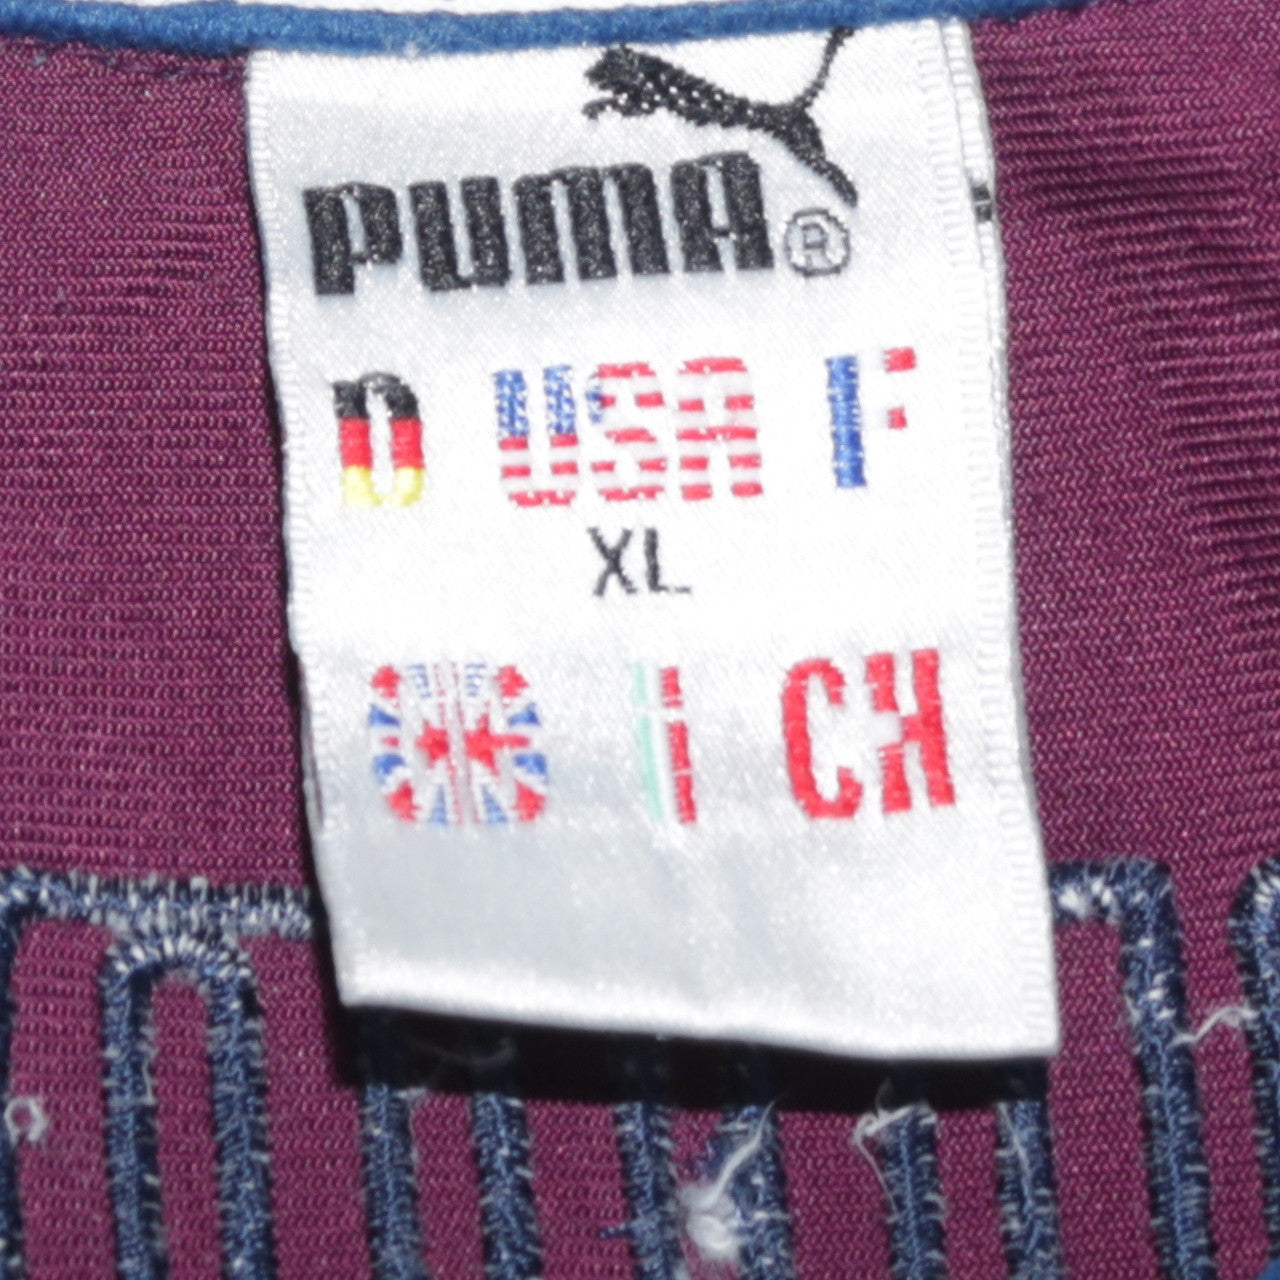 PUMA®
D USA F
XL
GB I CH